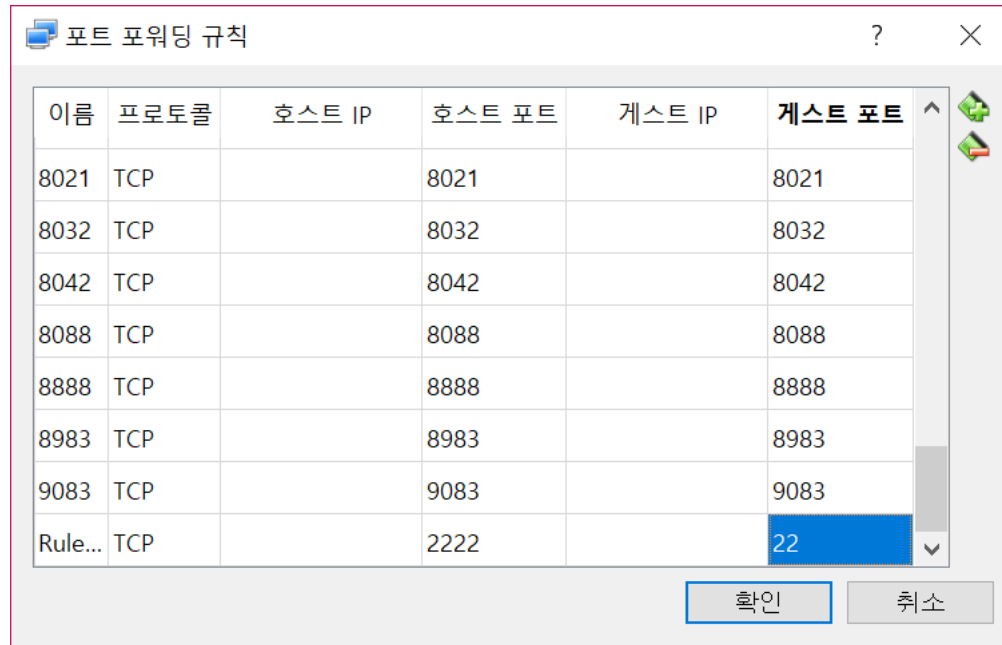 포트 포워딩 규칙 ?
이름 프로토콜 호스트 IP 호스트 포트 게스트 IP 게스트 포트
8021 TCP 8021 8021
8032 TCP 8032 8032
8042 TCP 8042 8042
8088 TCP 8088 8088
8888 TCP 8888 8888
8983 TCP 8983 8983
9083 TCP 9083 9083
Rule... TCP 2222 22
확인 취소